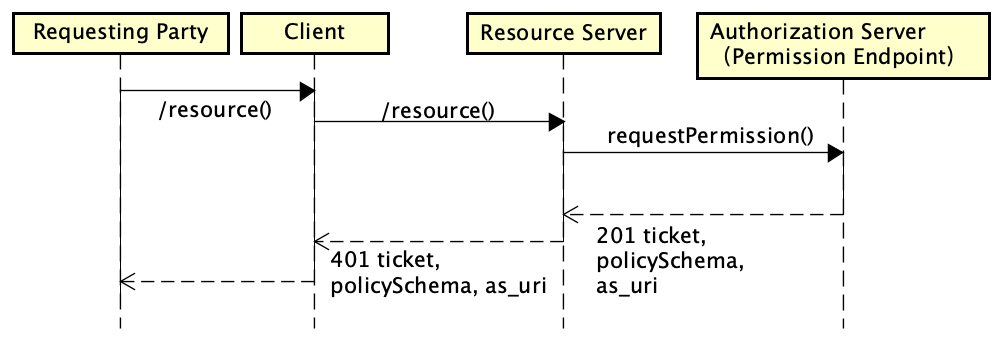 Requesting Party
Client
Resource Server
Authorization Server
(Permission Endpoint)
/resource()
/resource()
requestPermission()
201 ticket,
policySchema,
as_uri
401 ticket,
policySchema, as_uri